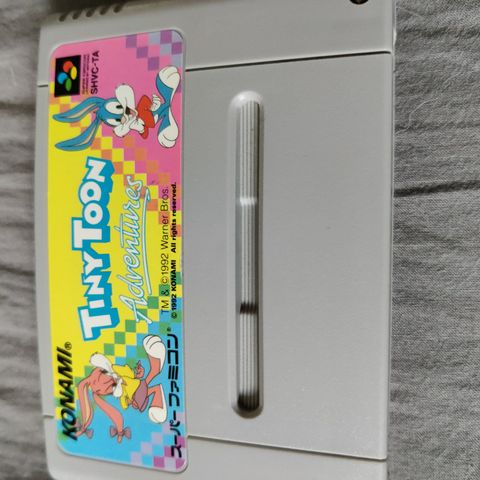 KONAMI®
TINY TOON
Adventures
TM & ©1992 Warner Bros.
© 1992 KONAMI All rights reserved.
スーパーファミコン®
SHVC-TA